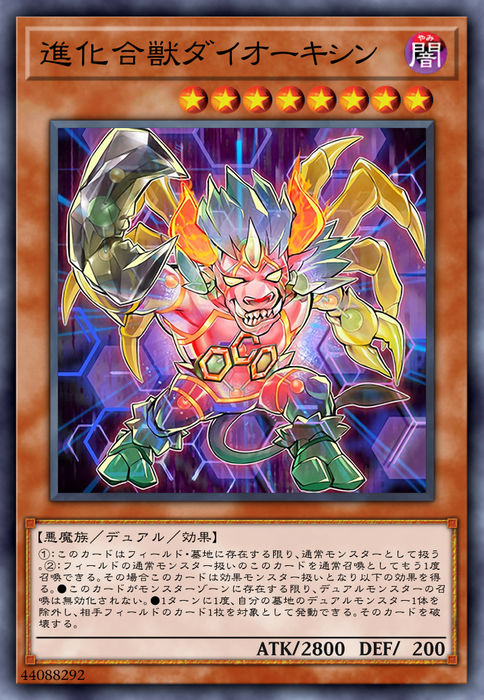 進化合獣ダイオーキシン
やみ
闇
OCO
【悪魔族／デュアル／効果】
①:このカードはフィールド・墓地に存在する限り、通常モンスターとして扱う
。②:フィールドの通常モンスター扱いのこのカードを通常召喚としてもう1度
召喚できる。その場合このカードは効果モンスター扱いとなり以下の効果を得
る。●このカードがモンスターゾーンに存在する限り、デュアルモンスターの召
喚は無効化されない。●1ターンに1度、自分の墓地のデュアルモンスター1体を
除外し、相手フィールドのカード1枚を対象として発動できる。そのカードを破
壊する。
ATK/2800 DEF/ 200
44088292